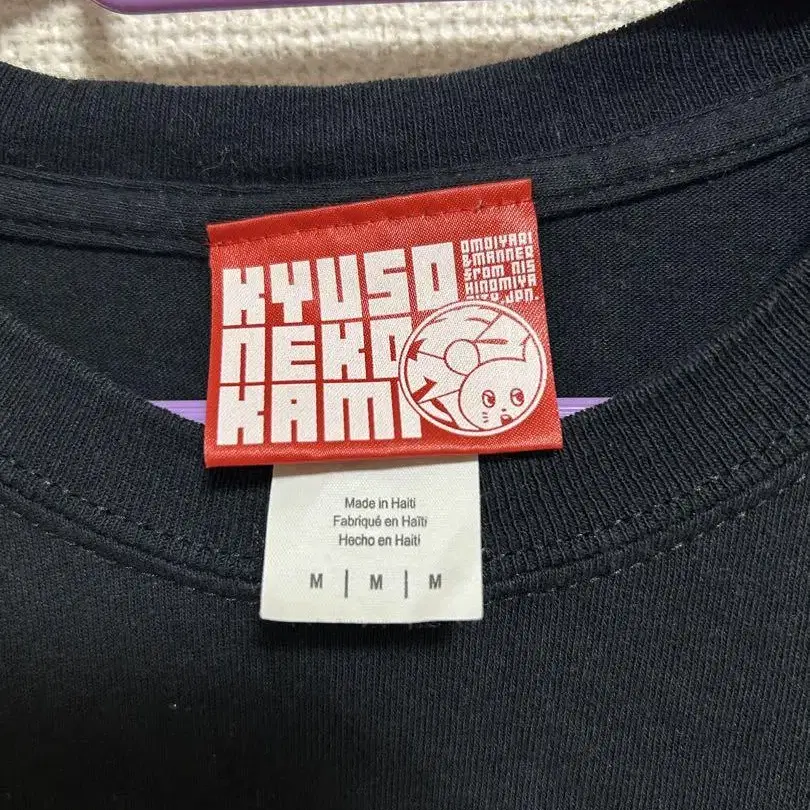 KYUSO
NEKO
KAMI
OMOIYARI
&MANNER
from NIS
HINOMIYA
CITY JPN.
Made in Haiti
Fabriqué en Haïti
Hecho en Haiti
M | M | M